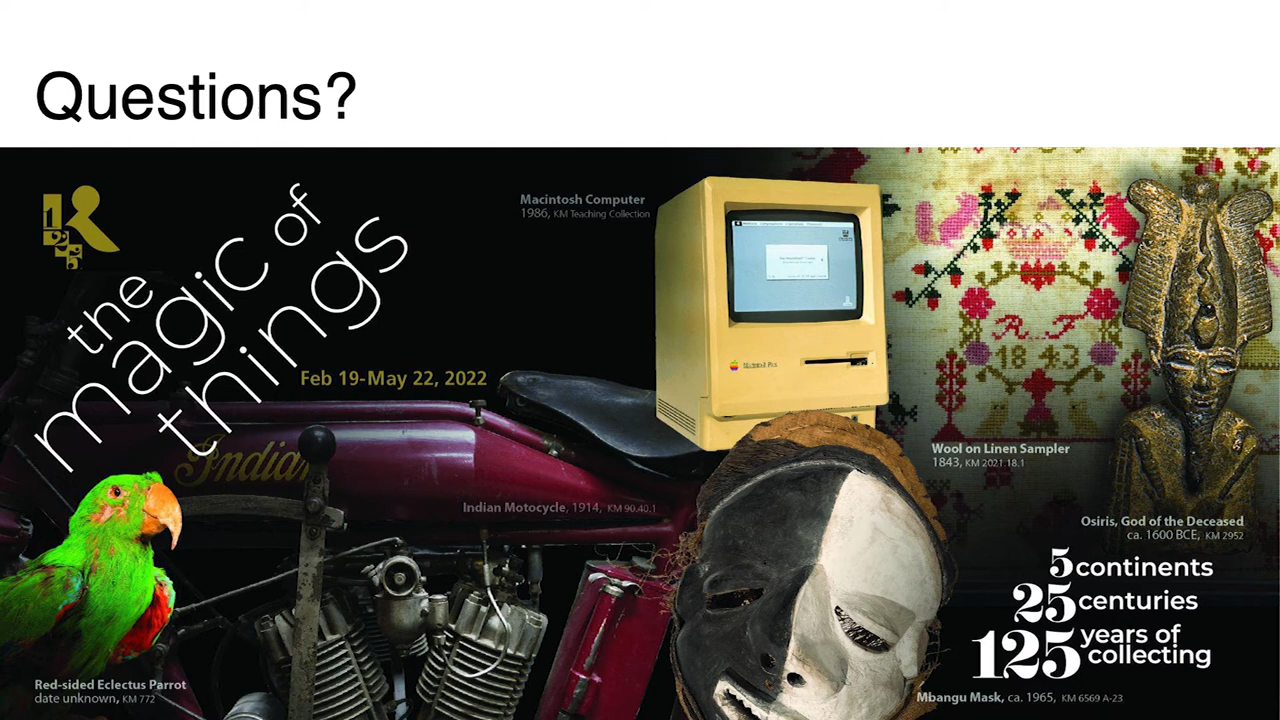 Questions?
the
magic of
things
Feb 19-May 22, 2022
Macintosh Computer
1986, KM Teaching Collection
Macintosh Plus
R. T
1843
Wool on Linen Sampler
1843, KM 2021.18.1
Indian
Indian Motocycle, 1914, KM 90.40.1
Osiris, God of the Deceased
ca. 1600 BCE, KM 2952
5 continents
25 centuries
125 years of
collecting
Red-sided Eclectus Parrot
date unknown, KM 772
Mbangu Mask, ca. 1965, KM 6569 A-23